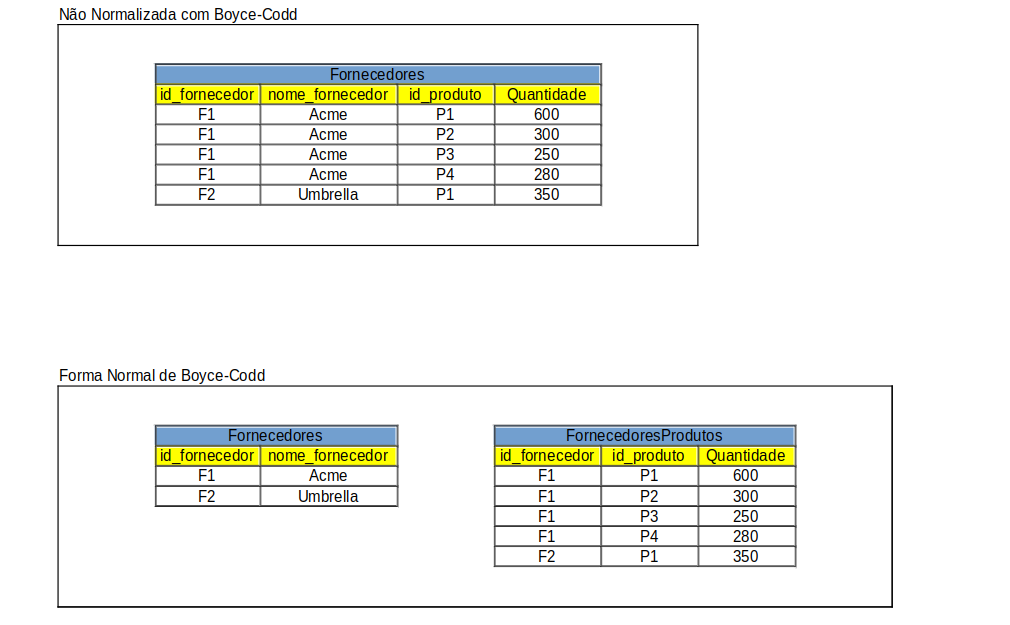 Não Normalizada com Boyce-Codd
Fornecedores
id_fornecedor nome_fornecedor id_produto Quantidade
F1 Acme P1 600
F1 Acme P2 300
F1 Acme P3 250
F1 Acme P4 280
F2 Umbrella P1 350
Forma Normal de Boyce-Codd
Fornecedores
id_fornecedor nome_fornecedor
F1 Acme
F2 Umbrella
FornecedoresProdutos
id_fornecedor id_produto Quantidade
F1 P1 600
F1 P2 300
F1 P3 250
F1 P4 280
F2 P1 350